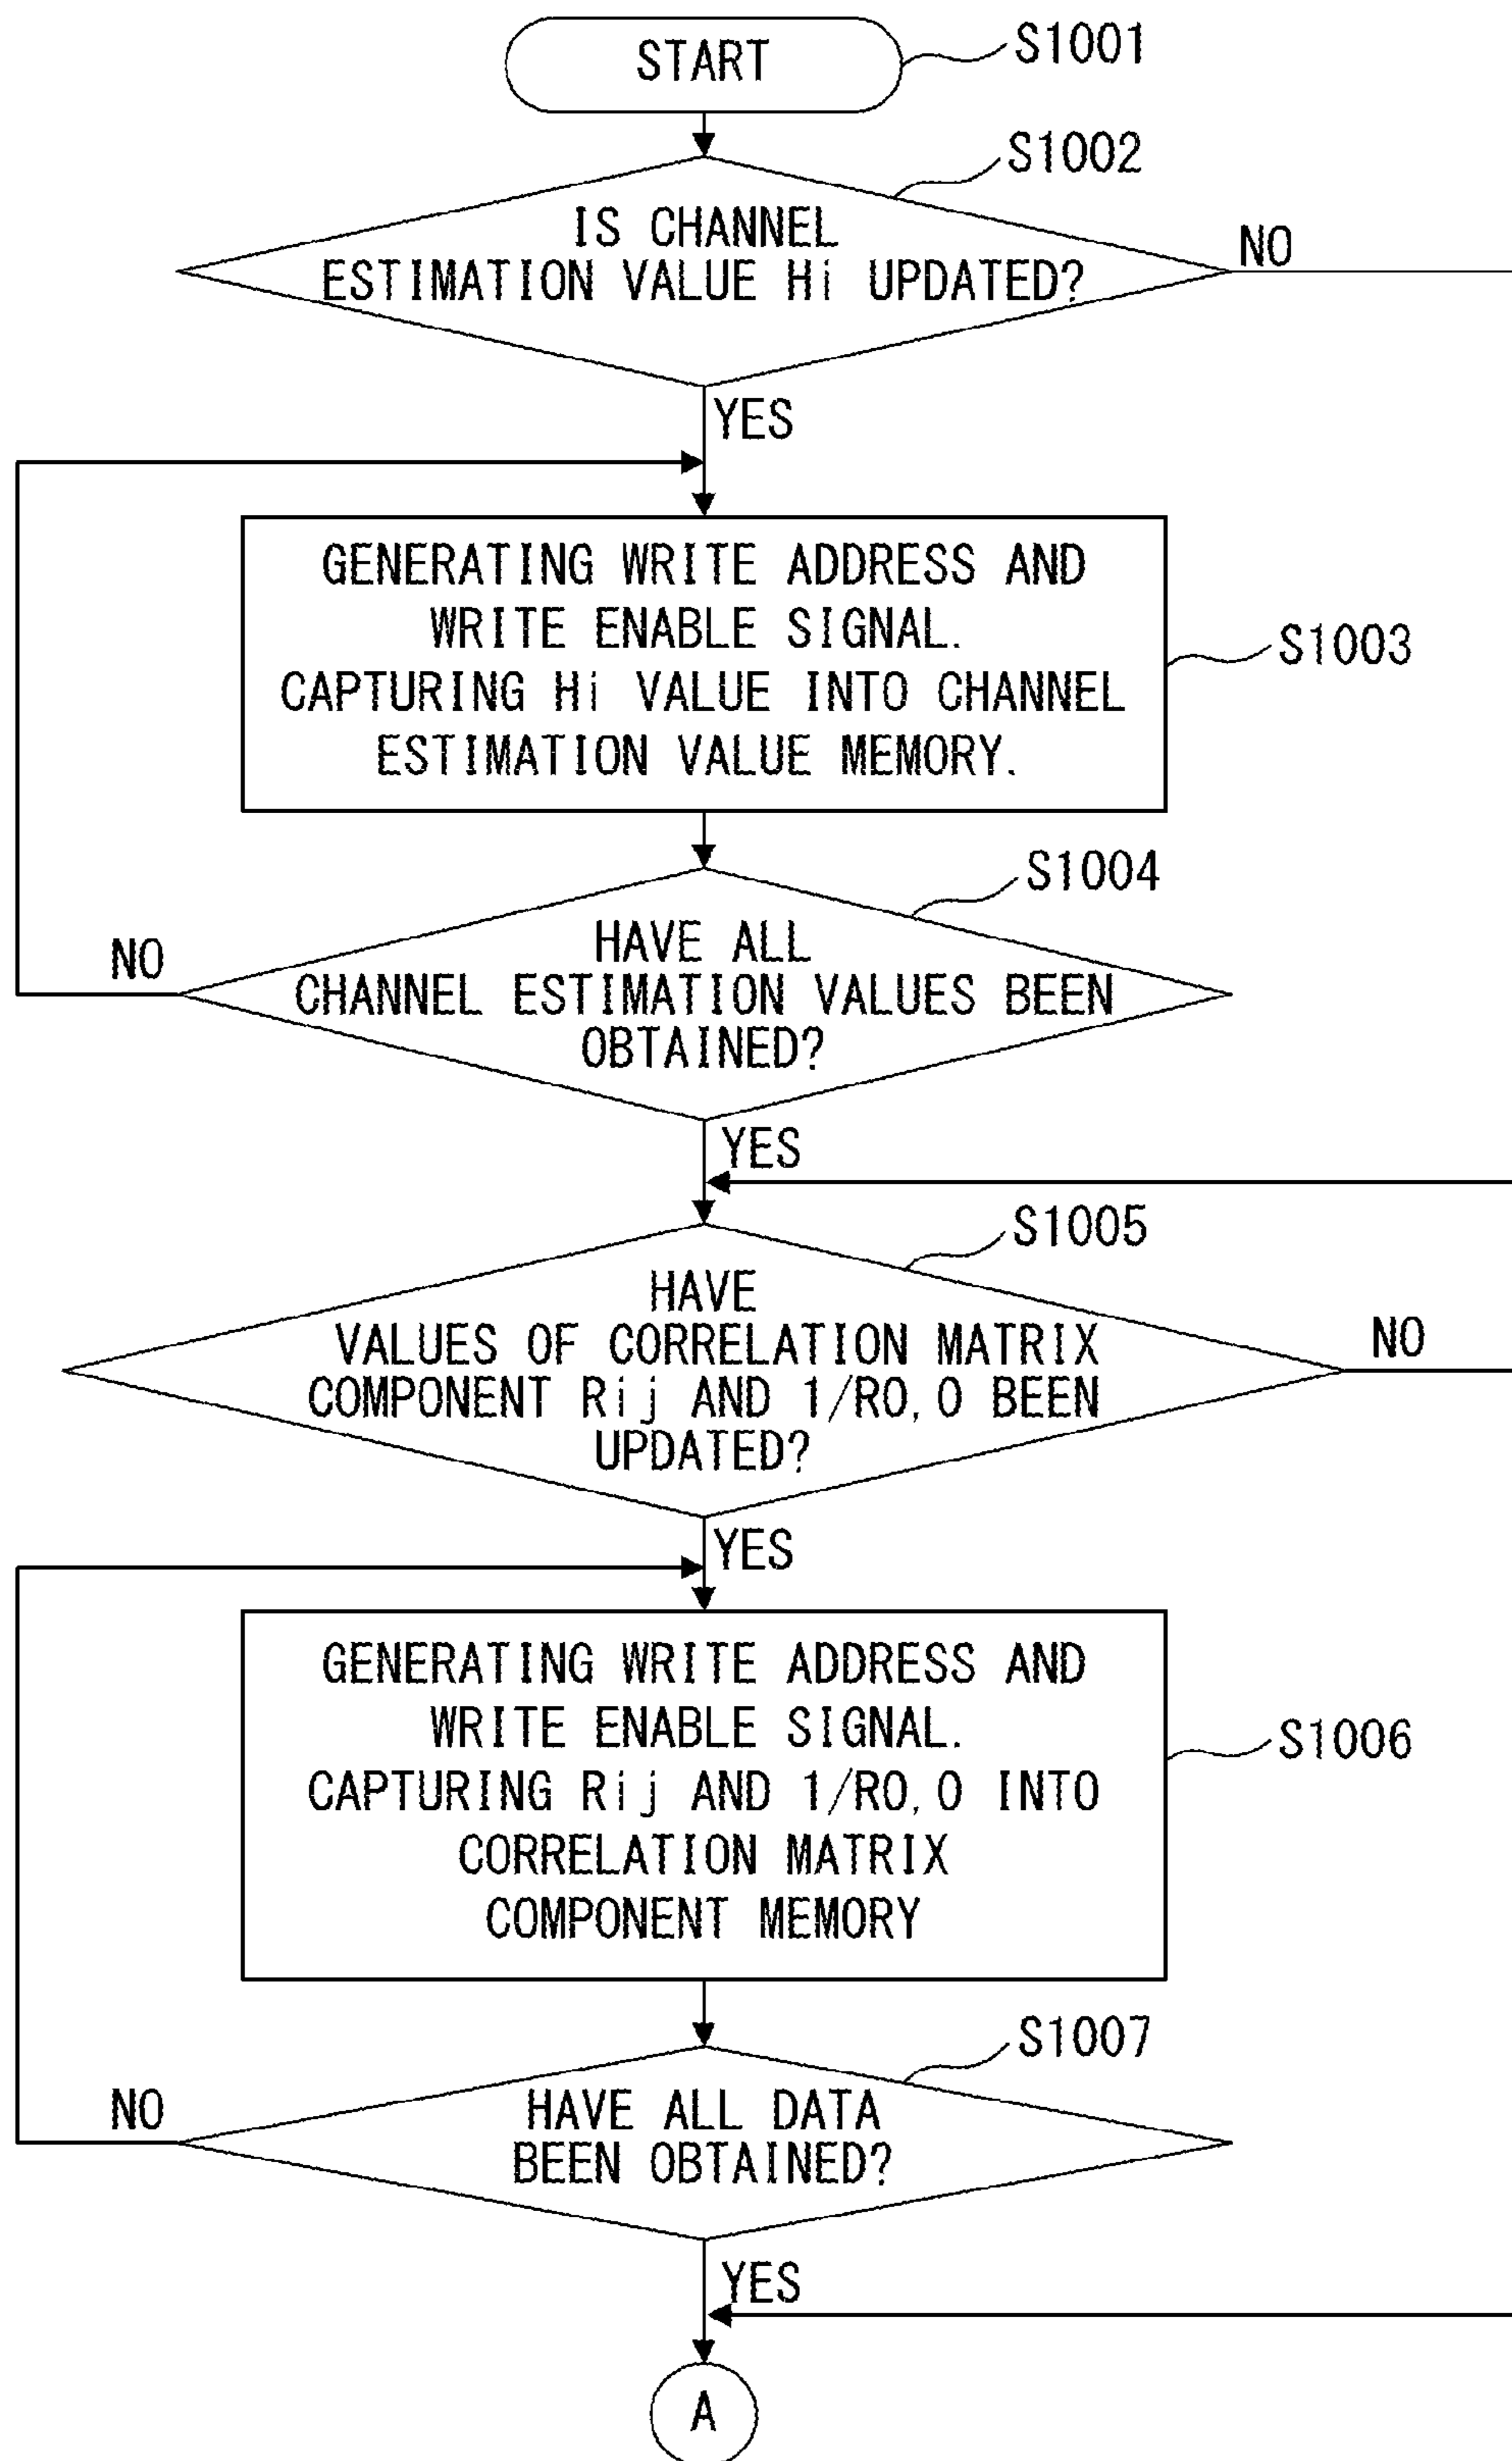 START
S1001
S1002
IS CHANNEL
ESTIMATION VALUE Hi UPDATED?
NO
YES
GENERATING WRITE ADDRESS AND
WRITE ENABLE SIGNAL.
CAPTURING Hi VALUE INTO CHANNEL
ESTIMATION VALUE MEMORY.
S1003
S1004
HAVE ALL
CHANNEL ESTIMATION VALUES BEEN
OBTAINED?
NO
YES
S1005
HAVE
VALUES OF CORRELATION MATRIX
COMPONENT Rij AND 1/R0,0 BEEN
UPDATED?
NO
YES
GENERATING WRITE ADDRESS AND
WRITE ENABLE SIGNAL.
CAPTURING Rij AND 1/R0,0 INTO
CORRELATION MATRIX
COMPONENT MEMORY
S1006
S1007
HAVE ALL DATA
BEEN OBTAINED?
NO
YES
A